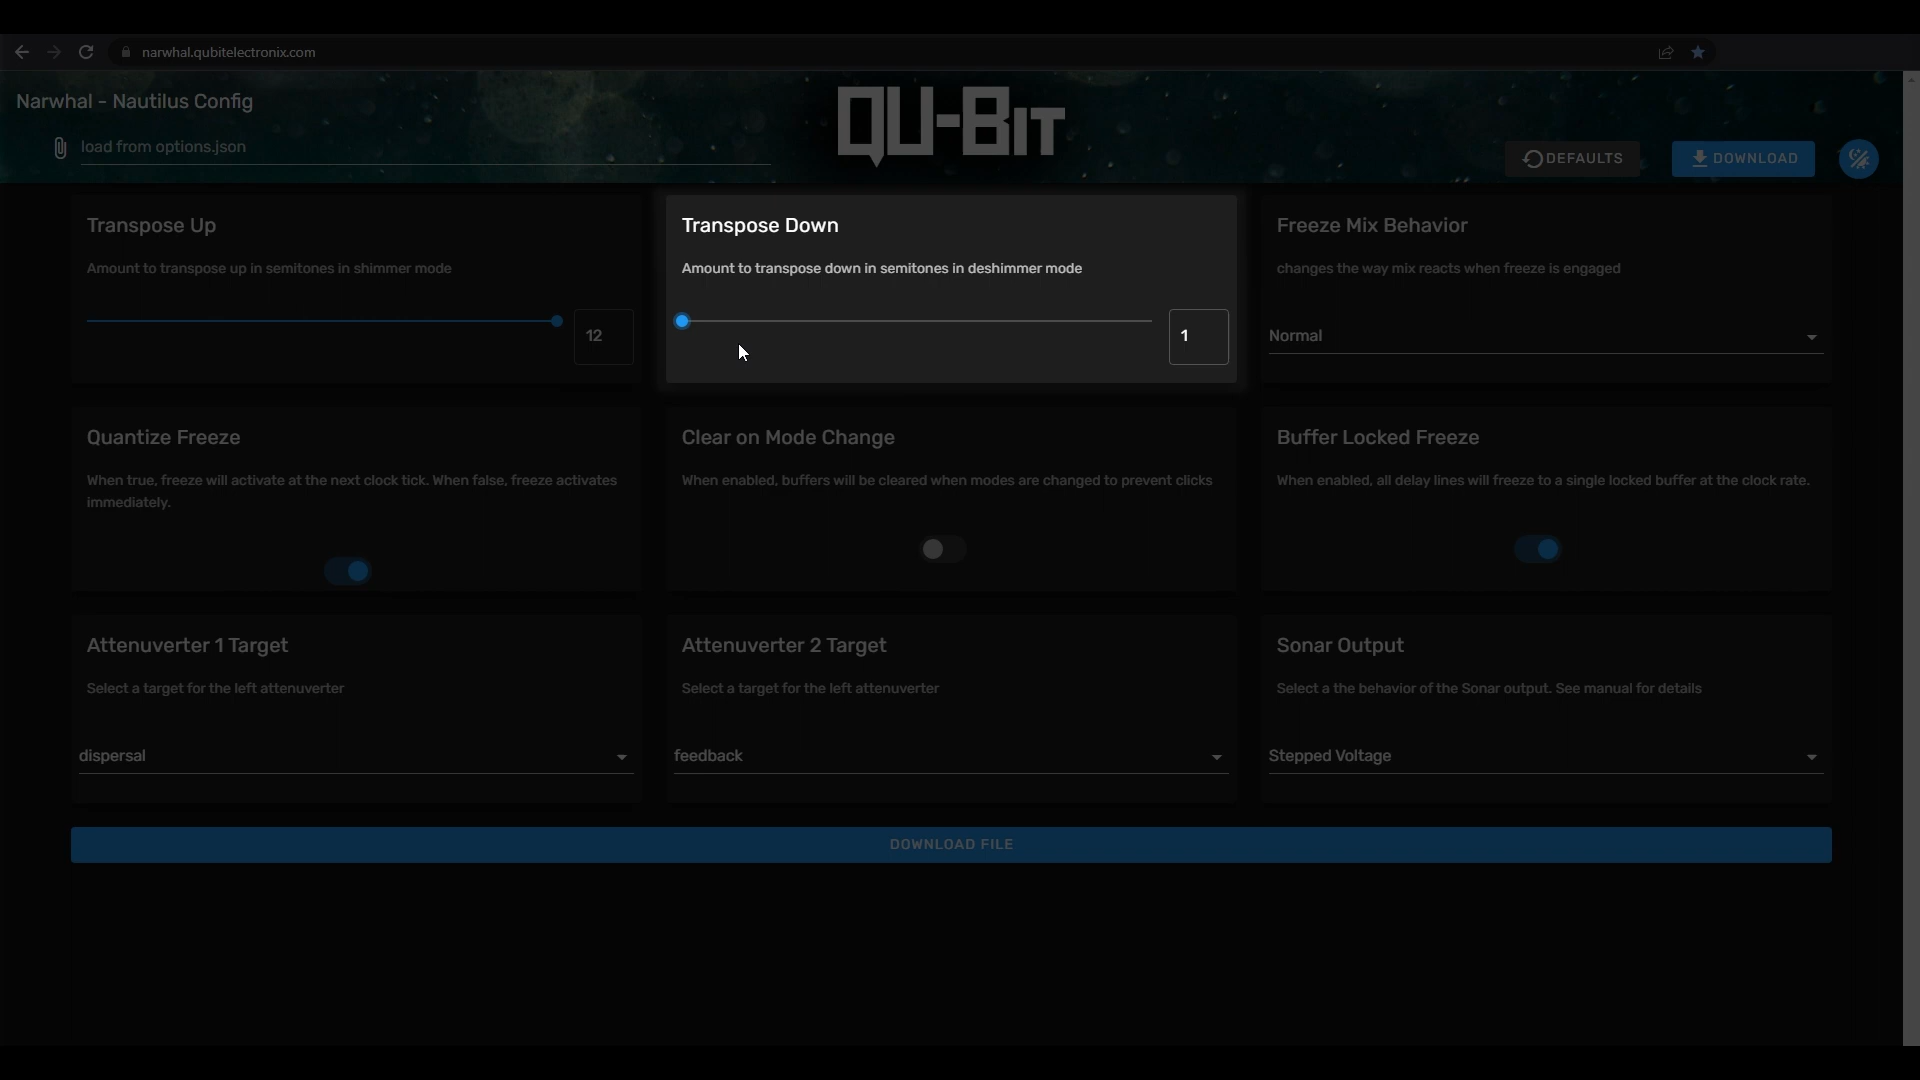 narwhal.qubitelectronix.com
Narwhal - Nautilus Config
QU-BIT
load from options.json
DEFAULTS
DOWNLOAD
Transpose Up
Amount to transpose up in semitones in shimmer mode
12
Transpose Down
Amount to transpose down in semitones in deshimmer mode
1
Freeze Mix Behavior
changes the way mix reacts when freeze is engaged
Normal
Quantize Freeze
When true, freeze will activate at the next clock tick. When false, freeze activates
immediately.
Clear on Mode Change
When enabled, buffers will be cleared when modes are changed to prevent clicks
Buffer Locked Freeze
When enabled, all delay lines will freeze to a single locked buffer at the clock rate.
Attenuverter 1 Target
Select a target for the left attenuverter
dispersal
Attenuverter 2 Target
Select a target for the left attenuverter
feedback
Sonar Output
Select a the behavior of the Sonar output. See manual for details
Stepped Voltage
DOWNLOAD FILE